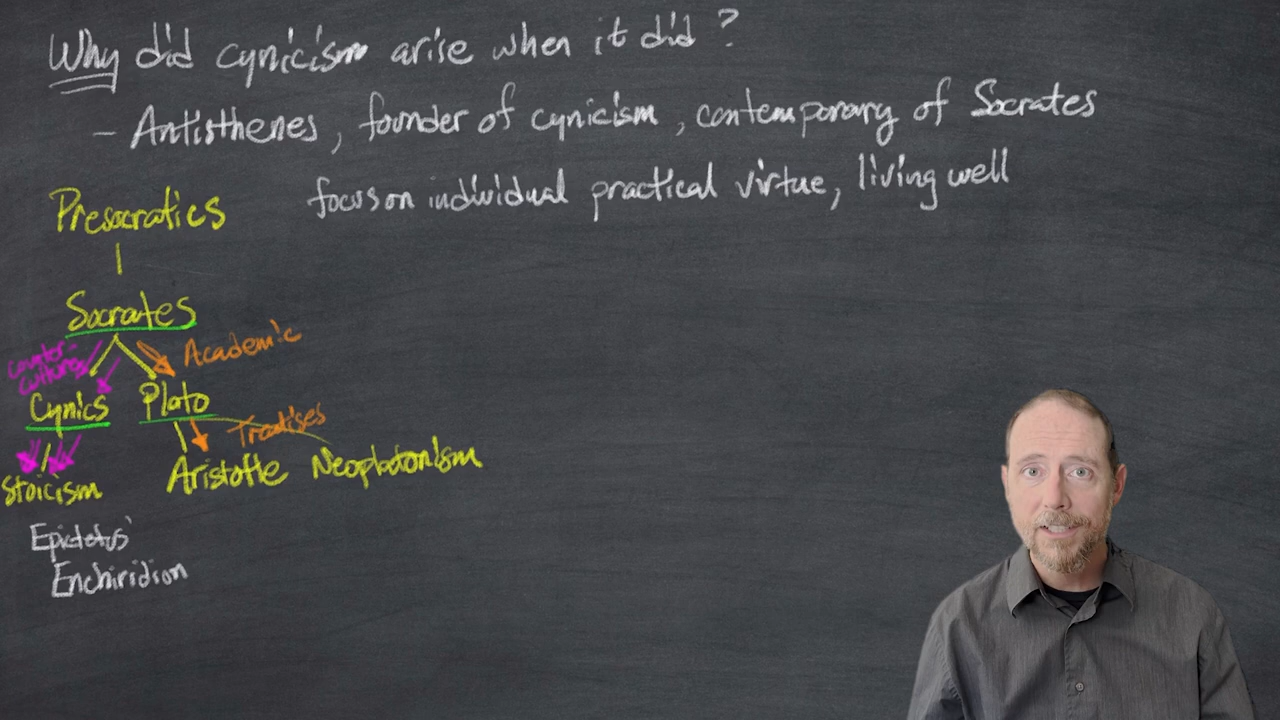 Why did cynicism arise when it did?
- Antisthenes, founder of cynicism, contemporary of Socrates
focus on individual practical virtue, living well
Presocratics
Socrates
counter-
cultures
Academic
Cynics
Plato
Treatises
Stoicism
Aristotle
Neoplatonism
Epictetus'
Enchiridion